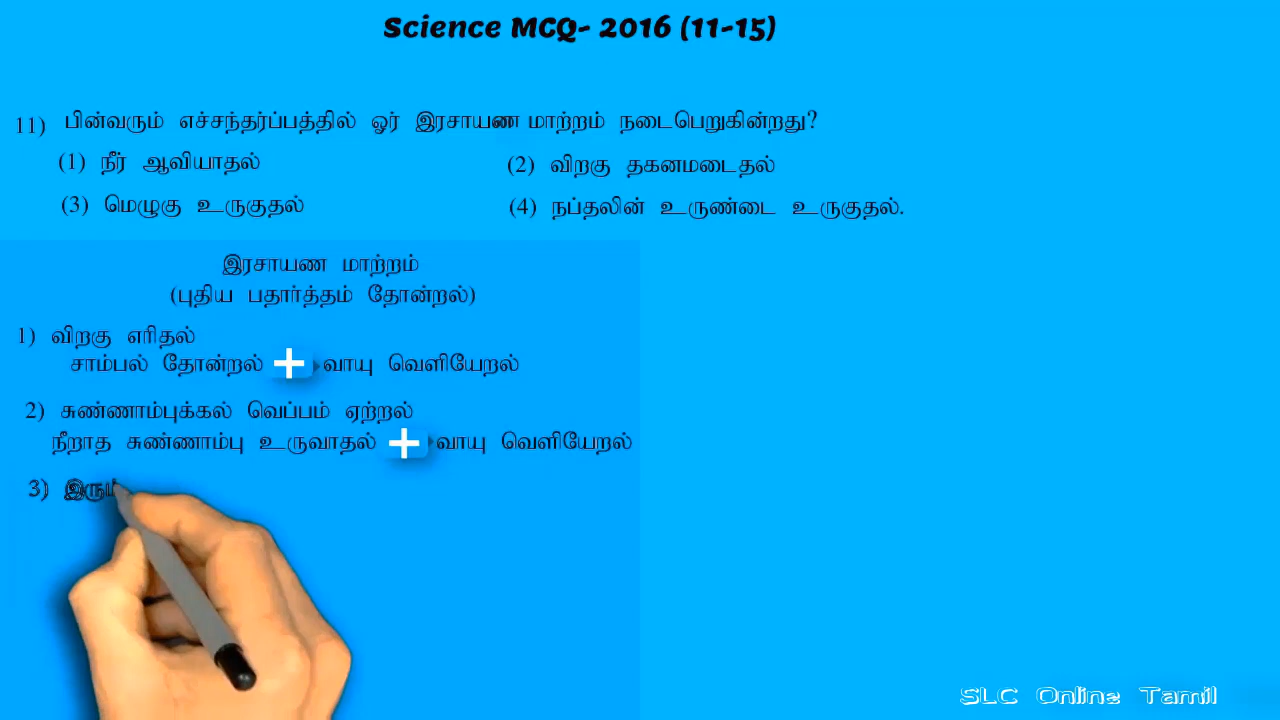 Science MCQ- 2016 (11-15)
11) பின்வரும் எச்சந்தர்ப்பத்தில் ஓர் இரசாயண மாற்றம் நடைபெறுகின்றது?
(1) நீர் ஆவியாதல் (2) விறகு தகனமடைதல்
(3) மெழுகு உருகுதல் (4) நப்தலின் உருண்டை உருகுதல்.
இரசாயண மாற்றம்
(புதிய பதார்த்தம் தோன்றல்)
1) விறகு எரிதல்
சாம்பல் தோன்றல் + வாயு வெளியேறல்
2) சுண்ணாம்புக்கல் வெப்பம் ஏற்றல்
நீறாத சுண்ணாம்பு உருவாதல் + வாயு வெளியேறல்
3) இரும்
SLC Online Tamil